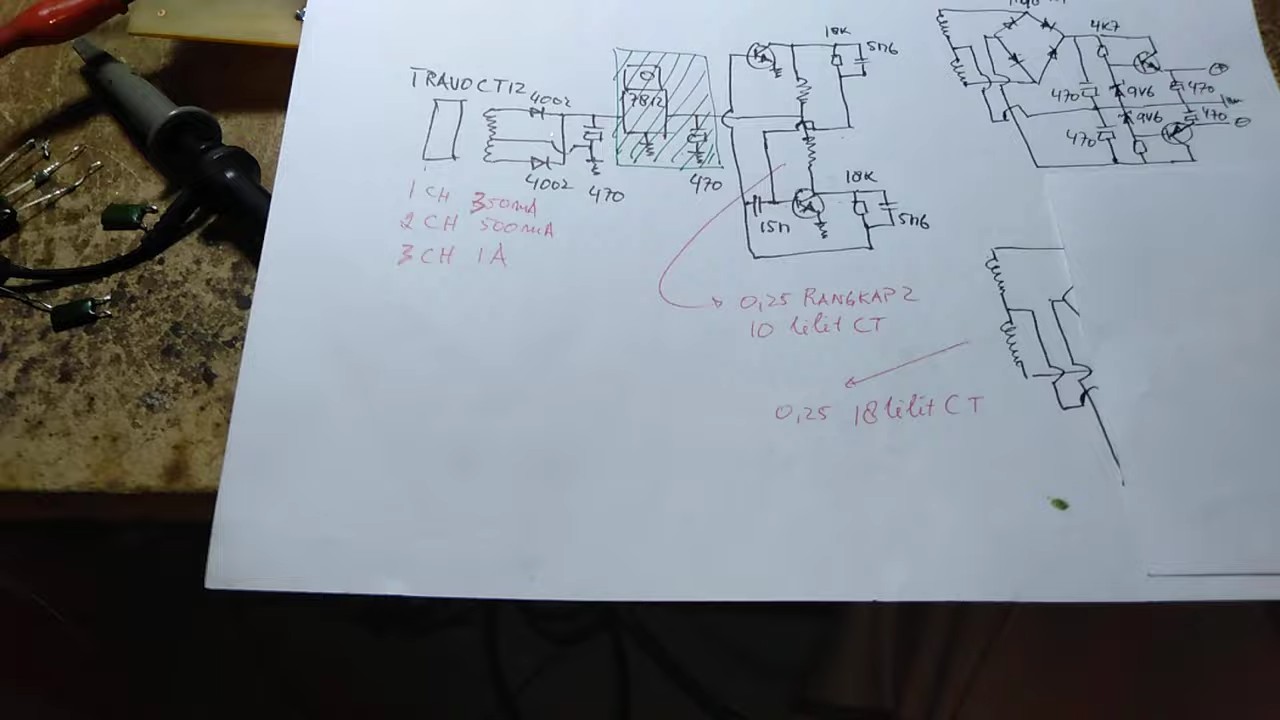 TRAVO CT12
4002
4002
470
7812
470
1 CH 350mA
2 CH 500mA
3 CH 1A
10K
5n6
10K
5n6
15n
0,25 RANGKAP 2
10 lilit CT
4K7
470
9V6
470
470
9V6
470
0,25 18 lilit CT